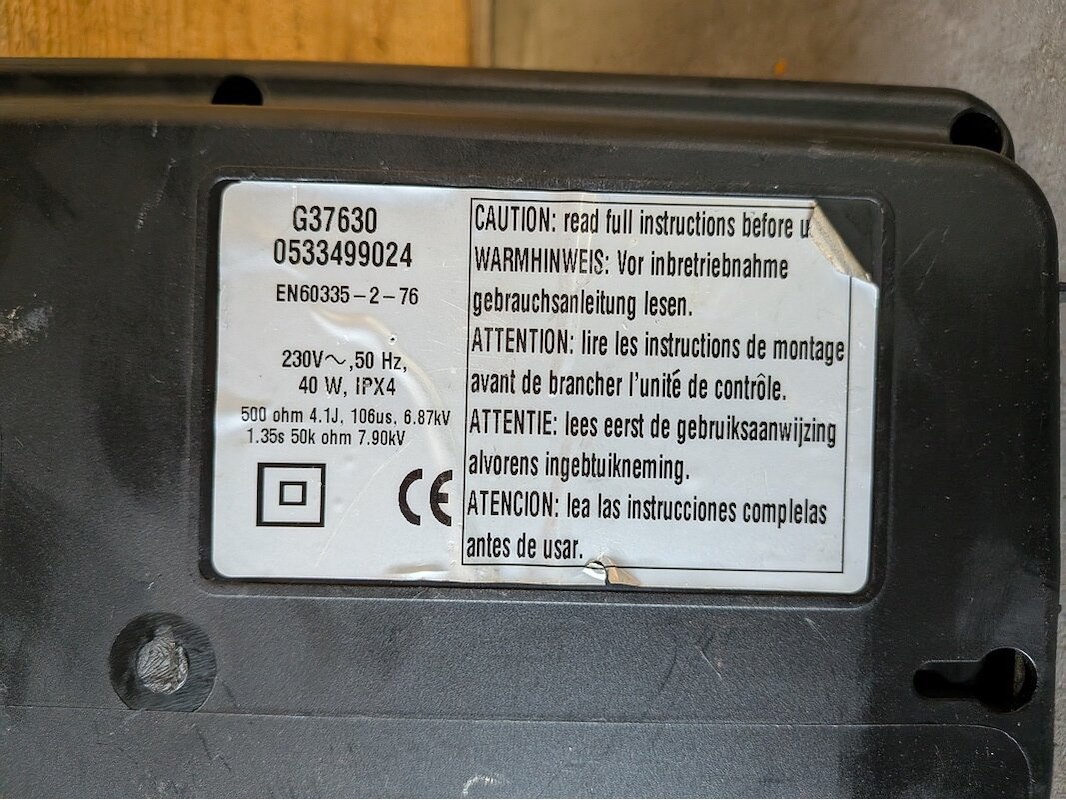 G37630
0533499024
EN60335-2-76
230V~,50 Hz,
40 W, IPX4
500 ohm 4.1J, 106us, 6.87kV
1.35s 50k ohm 7.90kV
CE
CAUTION: read full instructions before
WARMHINWEIS: Vor inbretriebnahme
gebrauchsanleitung lesen.
ATTENTION: lire les instructions de montage
avant de brancher l'unité de contrôle.
ATTENTIE: lees eerst de gebruiksaanwijzing
alvorens ingebtuikneming.
ATENCION: lea las instrucciones complelas
antes de usar.